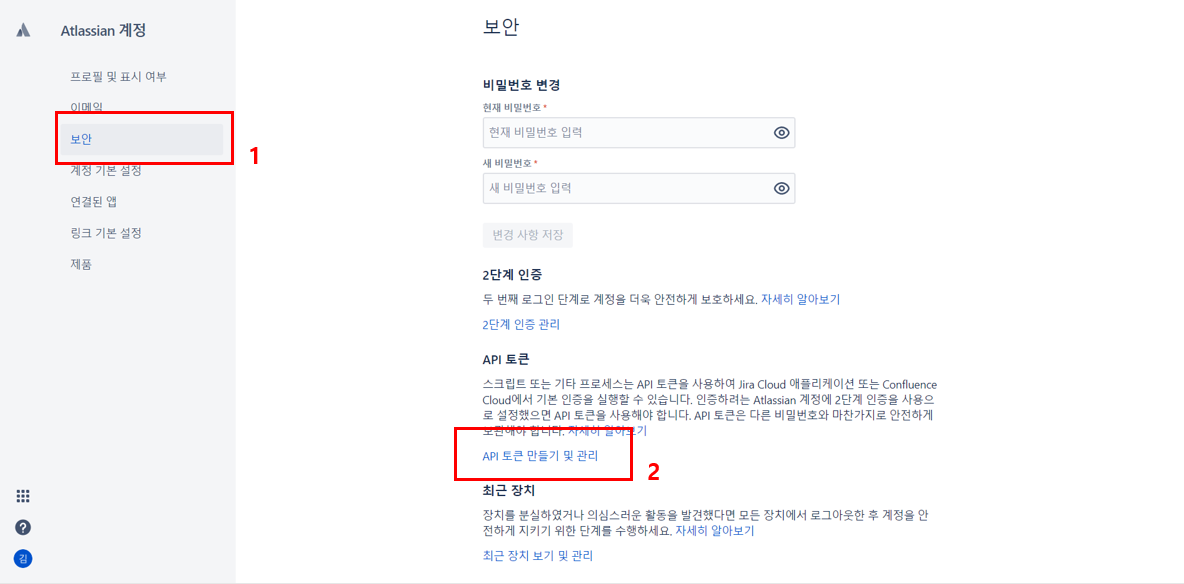 Atlassian 계정
프로필 및 표시 여부
이메일
보안
1
계정 기본 설정
연결된 앱
링크 기본 설정
제품
김
보안
비밀번호 변경
현재 비밀번호 *
현재 비밀번호 입력
새 비밀번호 *
새 비밀번호 입력
변경 사항 저장
2단계 인증
두 번째 로그인 단계로 계정을 더욱 안전하게 보호하세요. 자세히 알아보기
2단계 인증 관리
API 토큰
스크립트 또는 기타 프로세스는 API 토큰을 사용하여 Jira Cloud 애플리케이션 또는 Confluence
Cloud에서 기본 인증을 실행할 수 있습니다. 인증하려는 Atlassian 계정에 2단계 인증을 사용으
로 설정했으면 API 토큰을 사용해야 합니다. API 토큰은 다른 비밀번호와 마찬가지로 안전하게
보관해야 합니다. 자세히 알아보기
API 토큰 만들기 및 관리
2
최근 장치
장치를 분실하였거나 의심스러운 활동을 발견했다면 모든 장치에서 로그아웃한 후 계정을 안
전하게 지키기 위한 단계를 수행하세요. 자세히 알아보기
최근 장치 보기 및 관리